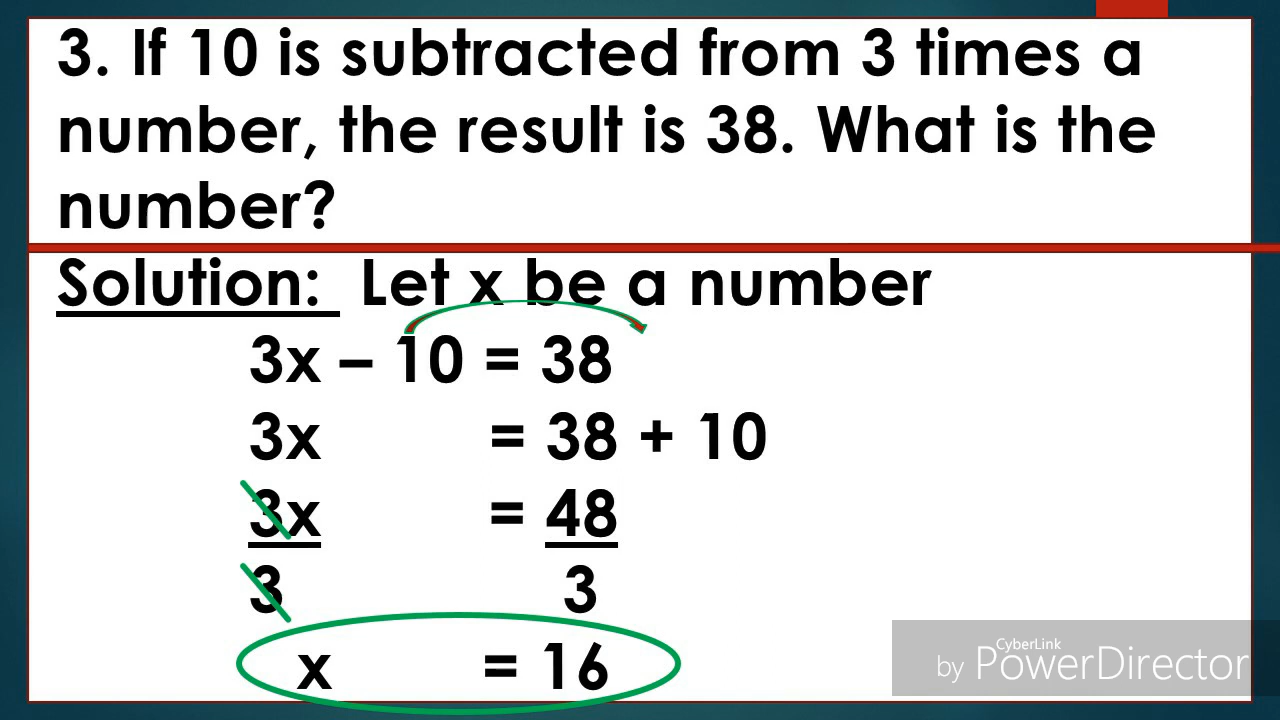 3. If 10 is subtracted from 3 times a
number, the result is 38. What is the
number?
Solution: Let x be a number
3x – 10 = 38
3x = 38 + 10
3x = 48
3 3
x = 16
CyberLink
by PowerDirector